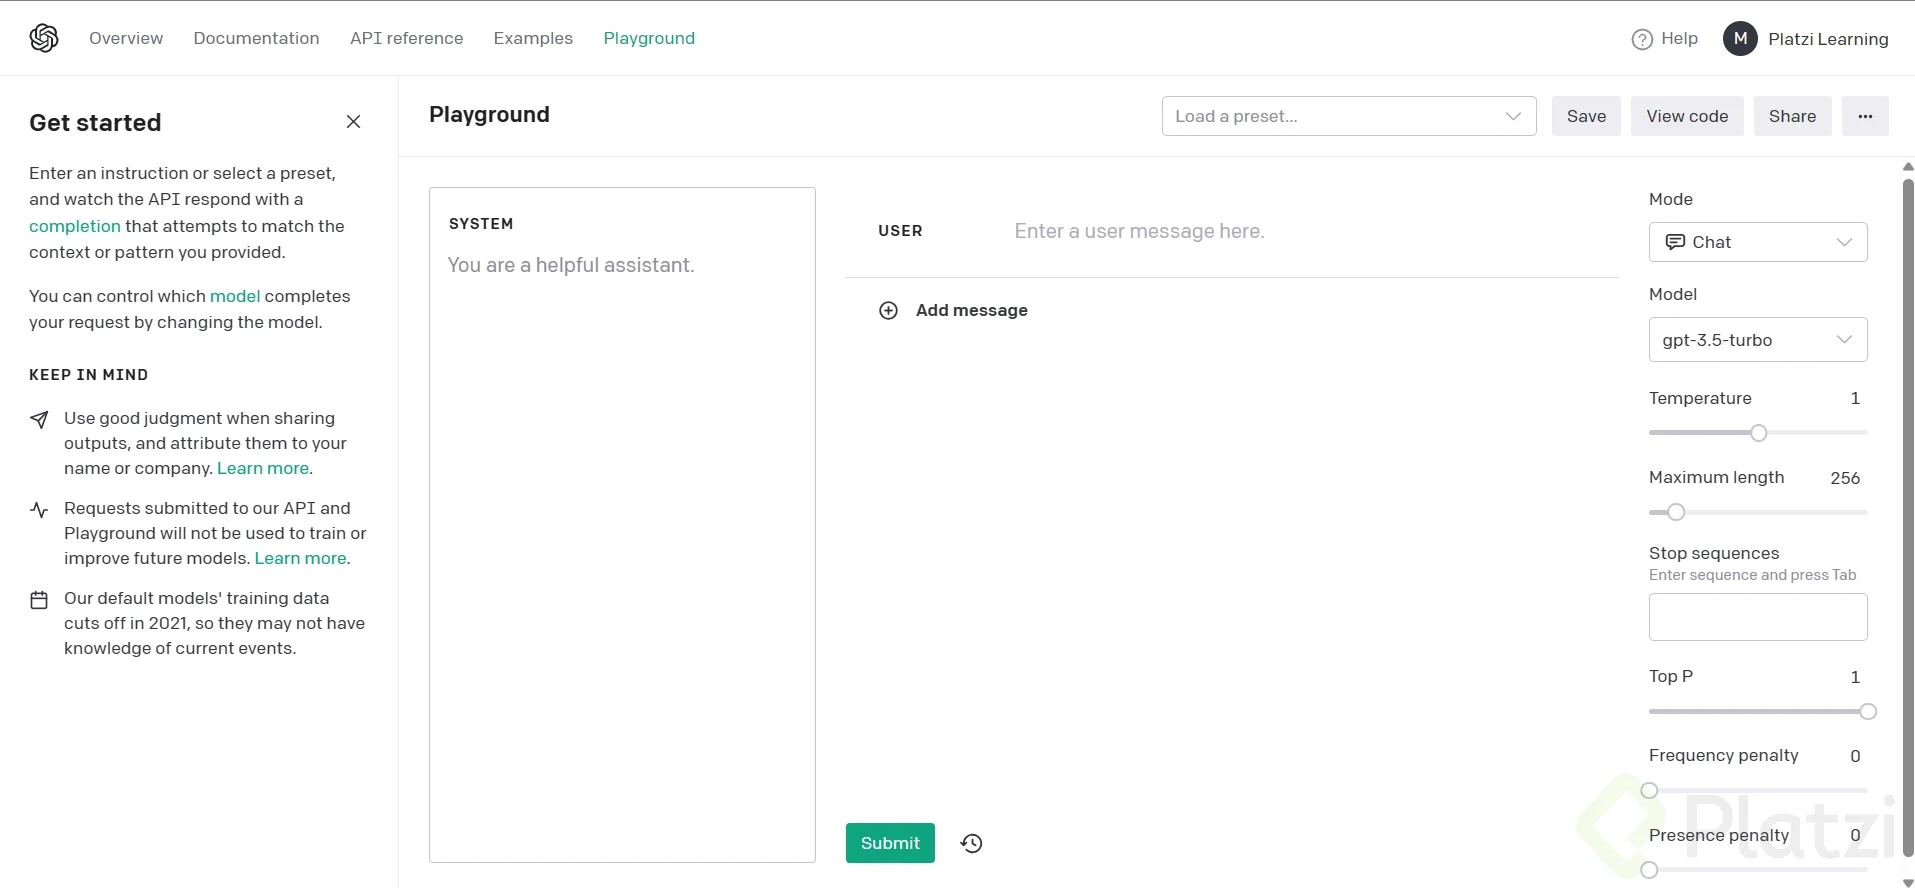 Overview Documentation API reference Examples Playground
Help M Platzi Learning
Get started
Enter an instruction or select a preset,
and watch the API respond with a
completion that attempts to match the
context or pattern you provided.
You can control which model completes
your request by changing the model.
KEEP IN MIND
Use good judgment when sharing
outputs, and attribute them to your
name or company. Learn more.
Requests submitted to our API and
Playground will not be used to train or
improve future models. Learn more.
Our default models' training data
cuts off in 2021, so they may not have
knowledge of current events.
Playground
Load a preset... Save View code Share ...
SYSTEM
You are a helpful assistant.
USER Enter a user message here.
Add message
Submit
Mode
Chat
Model
gpt-3.5-turbo
Temperature 1
Maximum length 256
Stop sequences
Enter sequence and press Tab
Top P 1
Frequency penalty 0
Presence penalty 0
Platzi